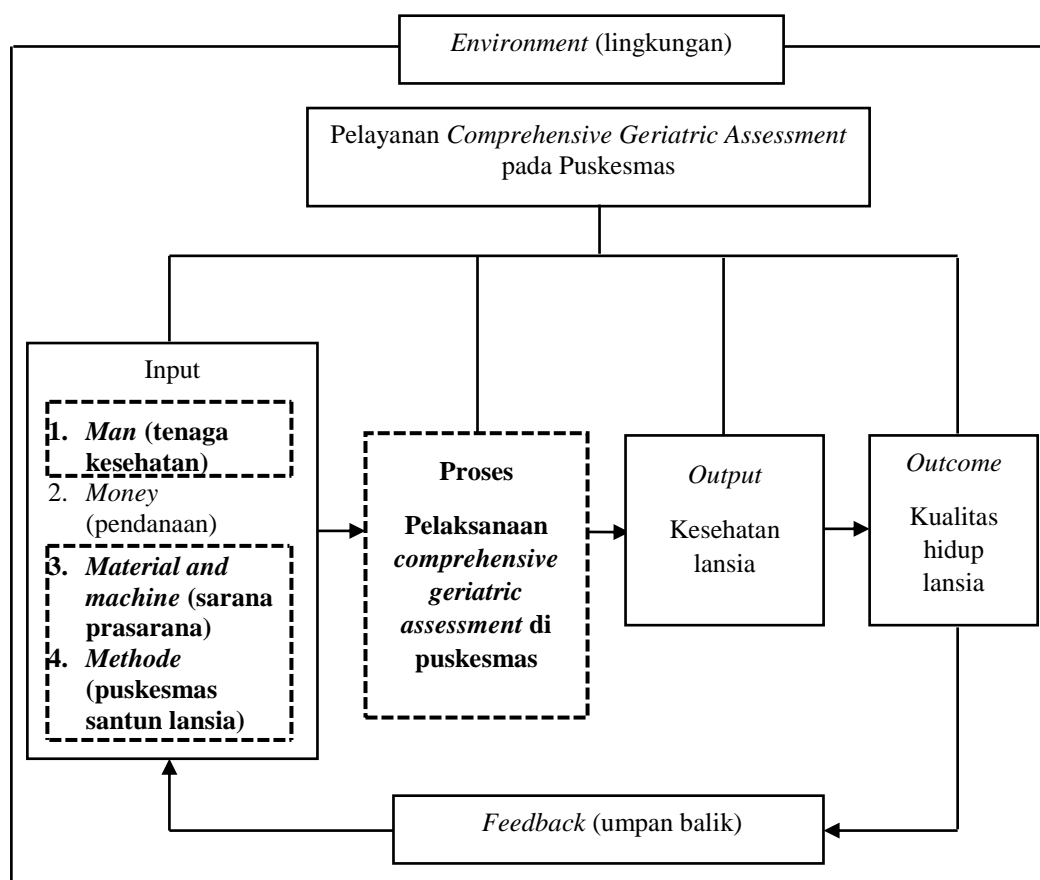 Environment (lingkungan)
Pelayanan Comprehensive Geriatric Assessment
pada Puskesmas
Input
1. Man (tenaga
kesehatan)
2. Money
(pendanaan)
3. Material and
machine (sarana
prasarana)
4. Methode
(puskesmas
santun lansia)
Proses
Pelaksanaan
comprehensive
geriatric
assessment di
puskesmas
Output
Kesehatan
lansia
Outcome
Kualitas
hidup
lansia
Feedback (umpan balik)